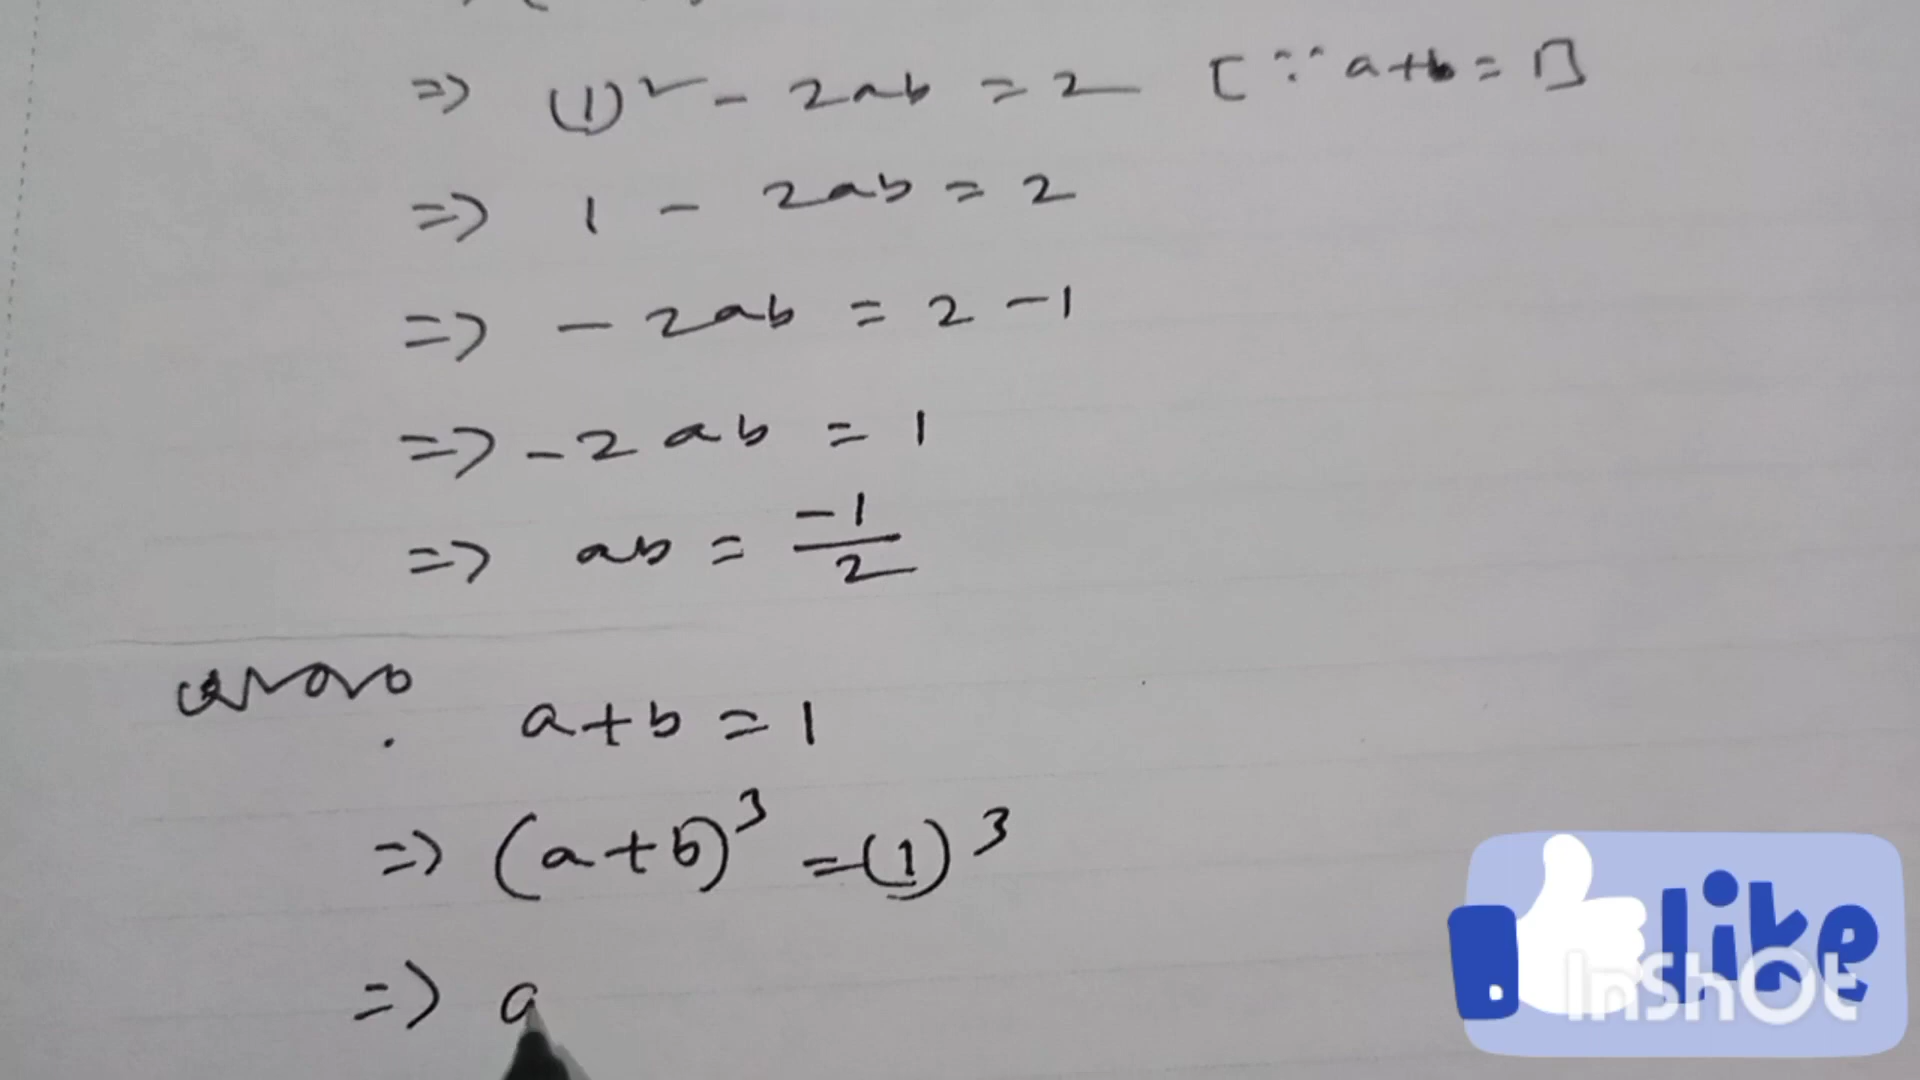 => (1)² - 2ab = 2 [∵ a+b = 1]
=> 1 - 2ab = 2
=> - 2ab = 2 - 1
=> - 2ab = 1
=> ab = -1/2
a+b = 1
=> (a+b)³ = (1)³
=> a
like
InShOt